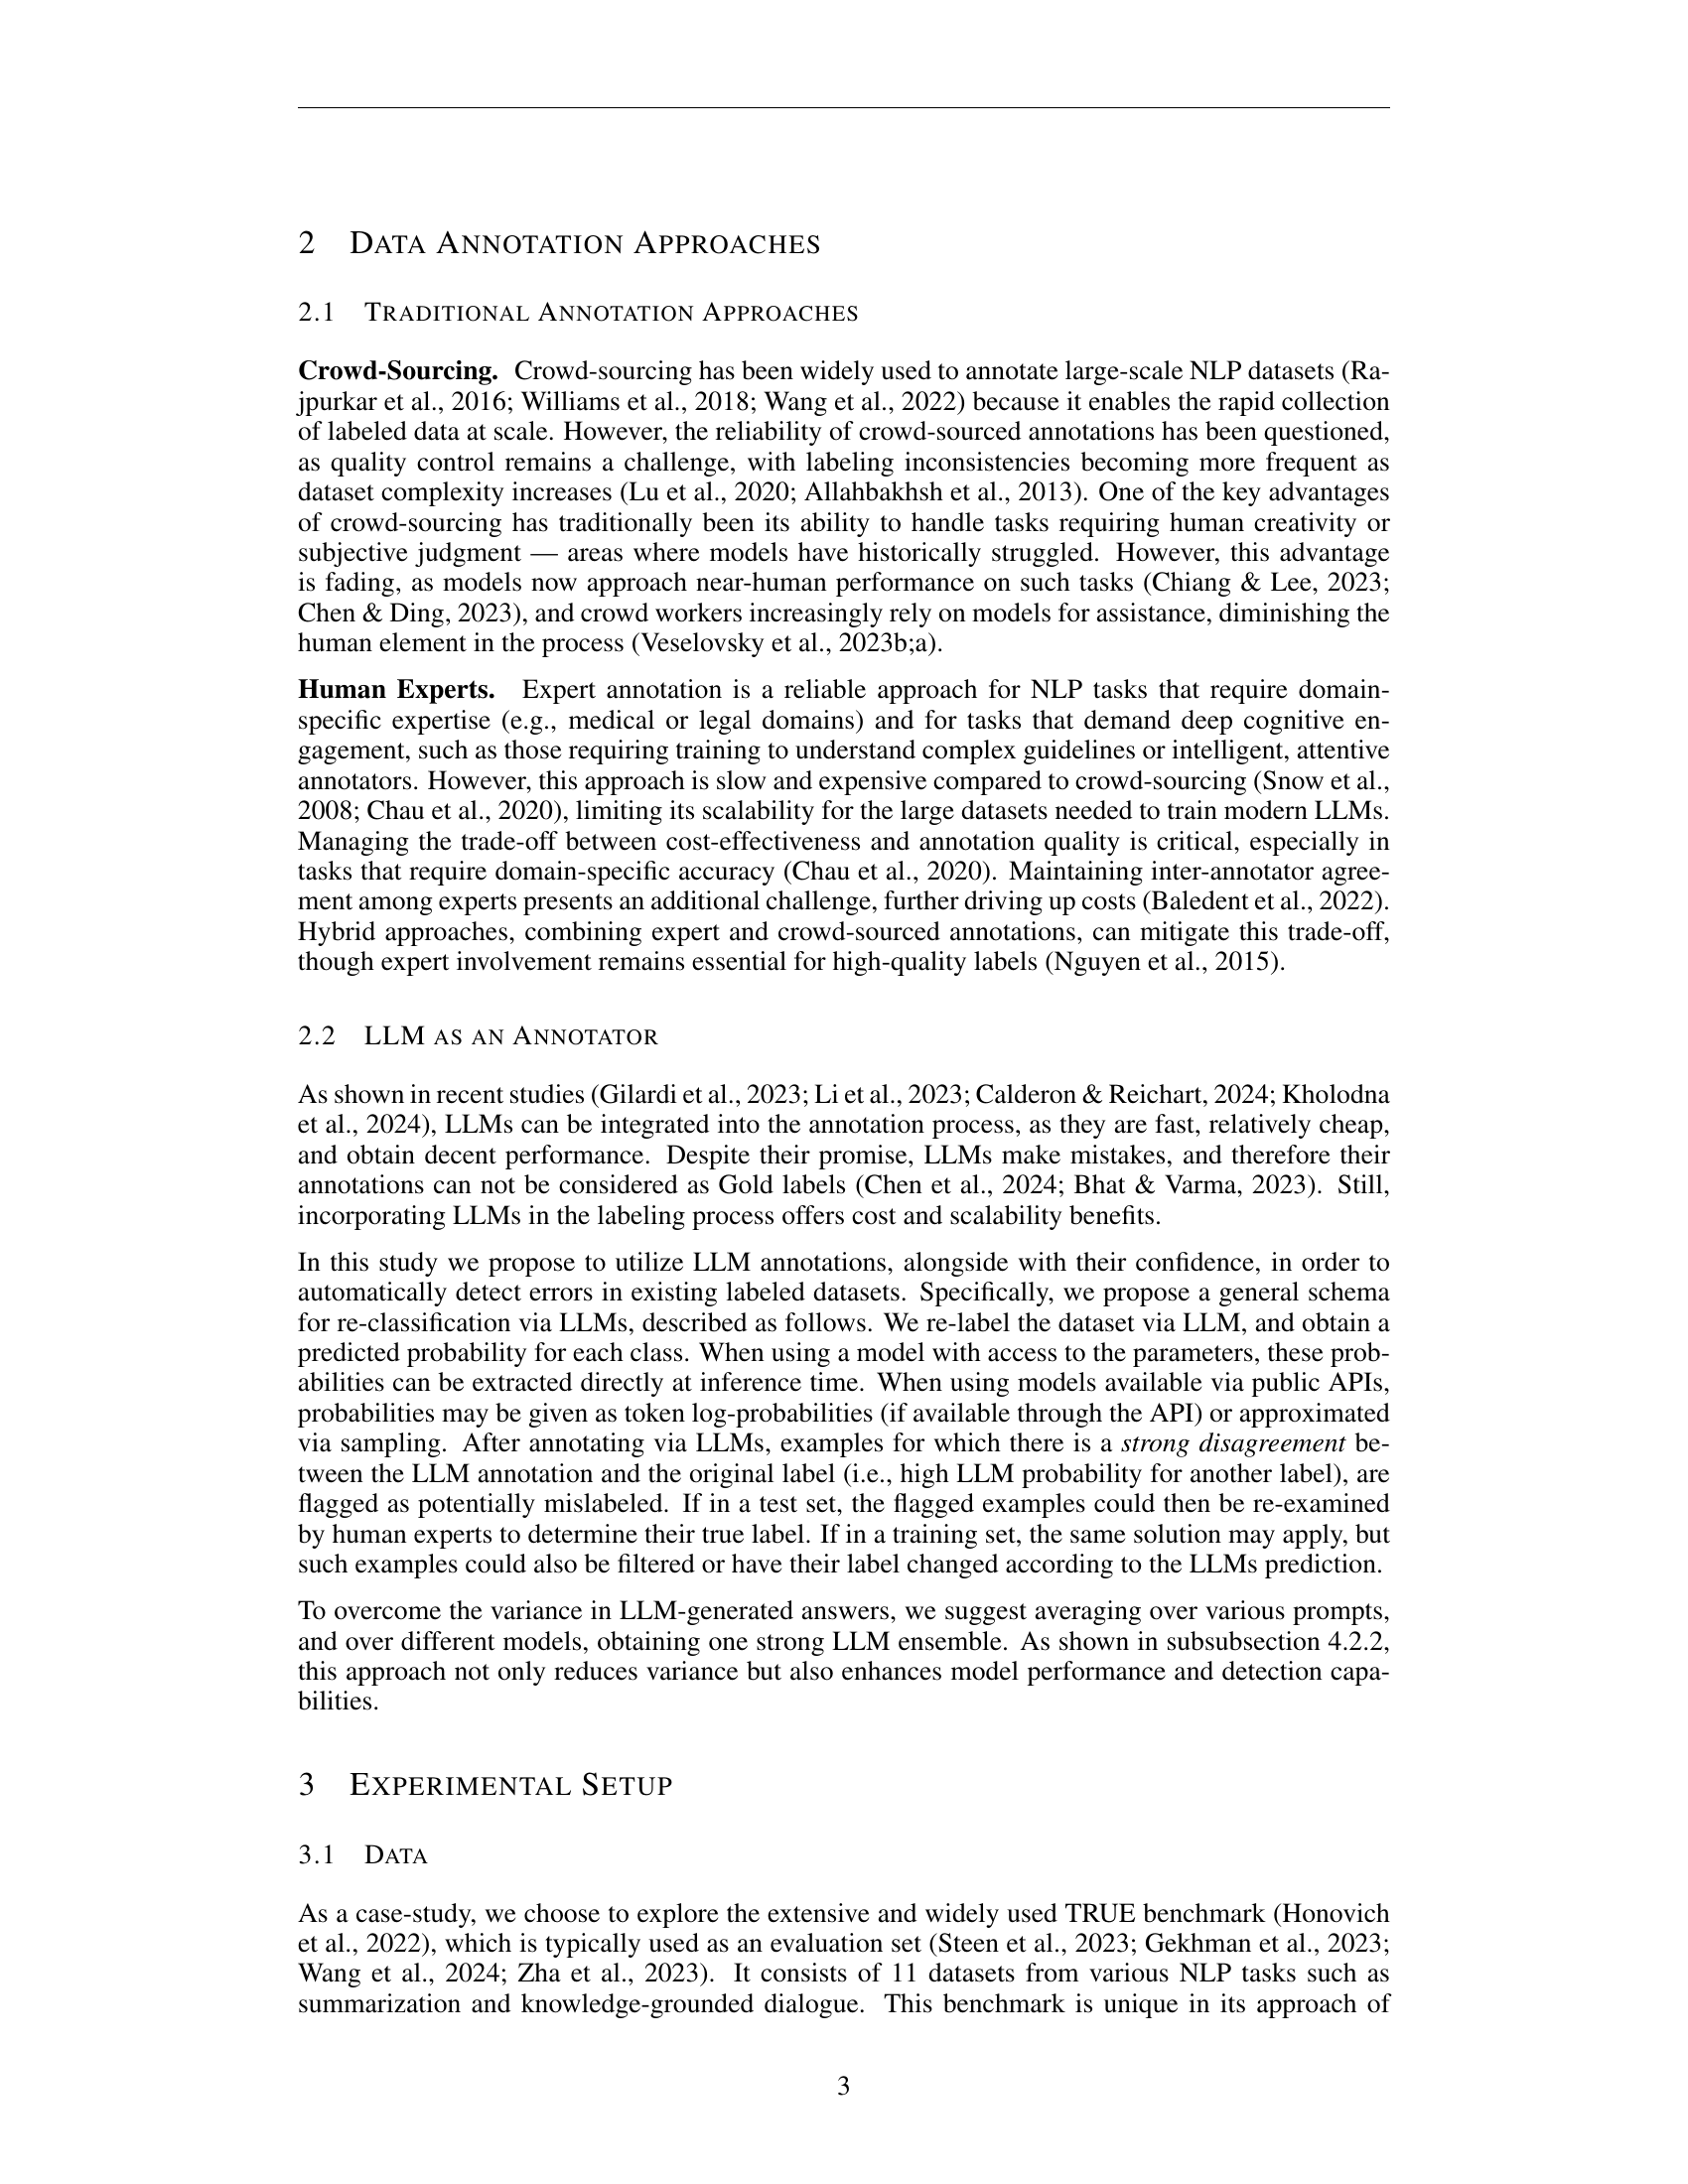 2 DATA ANNOTATION APPROACHES
2.1 TRADITIONAL ANNOTATION APPROACHES
Crowd-Sourcing. Crowd-sourcing has been widely used to annotate large-scale NLP datasets (Ra-
jpurkar et al., 2016; Williams et al., 2018; Wang et al., 2022) because it enables the rapid collection
of labeled data at scale. However, the reliability of crowd-sourced annotations has been questioned,
as quality control remains a challenge, with labeling inconsistencies becoming more frequent as
dataset complexity increases (Lu et al., 2020; Allahbakhsh et al., 2013). One of the key advantages
of crowd-sourcing has traditionally been its ability to handle tasks requiring human creativity or
subjective judgment — areas where models have historically struggled. However, this advantage
is fading, as models now approach near-human performance on such tasks (Chiang & Lee, 2023;
Chen & Ding, 2023), and crowd workers increasingly rely on models for assistance, diminishing the
human element in the process (Veselovsky et al., 2023b;a).
Human Experts. Expert annotation is a reliable approach for NLP tasks that require domain-
specific expertise (e.g., medical or legal domains) and for tasks that demand deep cognitive en-
gagement, such as those requiring training to understand complex guidelines or intelligent, attentive
annotators. However, this approach is slow and expensive compared to crowd-sourcing (Snow et al.,
2008; Chau et al., 2020), limiting its scalability for the large datasets needed to train modern LLMs.
Managing the trade-off between cost-effectiveness and annotation quality is critical, especially in
tasks that require domain-specific accuracy (Chau et al., 2020). Maintaining inter-annotator agree-
ment among experts presents an additional challenge, further driving up costs (Baledent et al., 2022).
Hybrid approaches, combining expert and crowd-sourced annotations, can mitigate this trade-off,
though expert involvement remains essential for high-quality labels (Nguyen et al., 2015).
2.2 LLM AS AN ANNOTATOR
As shown in recent studies (Gilardi et al., 2023; Li et al., 2023; Calderon & Reichart, 2024; Kholodna
et al., 2024), LLMs can be integrated into the annotation process, as they are fast, relatively cheap,
and obtain decent performance. Despite their promise, LLMs make mistakes, and therefore their
annotations can not be considered as Gold labels (Chen et al., 2024; Bhat & Varma, 2023). Still,
incorporating LLMs in the labeling process offers cost and scalability benefits.
In this study we propose to utilize LLM annotations, alongside with their confidence, in order to
automatically detect errors in existing labeled datasets. Specifically, we propose a general schema
for re-classification via LLMs, described as follows. We re-label the dataset via LLM, and obtain a
predicted probability for each class. When using a model with access to the parameters, these prob-
abilities can be extracted directly at inference time. When using models available via public APIs,
probabilities may be given as token log-probabilities (if available through the API) or approximated
via sampling. After annotating via LLMs, examples for which there is a strong disagreement be-
tween the LLM annotation and the original label (i.e., high LLM probability for another label), are
flagged as potentially mislabeled. If in a test set, the flagged examples could then be re-examined
by human experts to determine their true label. If in a training set, the same solution may apply, but
such examples could also be filtered or have their label changed according to the LLMs prediction.
To overcome the variance in LLM-generated answers, we suggest averaging over various prompts,
and over different models, obtaining one strong LLM ensemble. As shown in subsubsection 4.2.2,
this approach not only reduces variance but also enhances model performance and detection capa-
bilities.
3 EXPERIMENTAL SETUP
3.1 DATA
As a case-study, we choose to explore the extensive and widely used TRUE benchmark (Honovich
et al., 2022), which is typically used as an evaluation set (Steen et al., 2023; Gekhman et al., 2023;
Wang et al., 2024; Zha et al., 2023). It consists of 11 datasets from various NLP tasks such as
summarization and knowledge-grounded dialogue. This benchmark is unique in its approach of
3